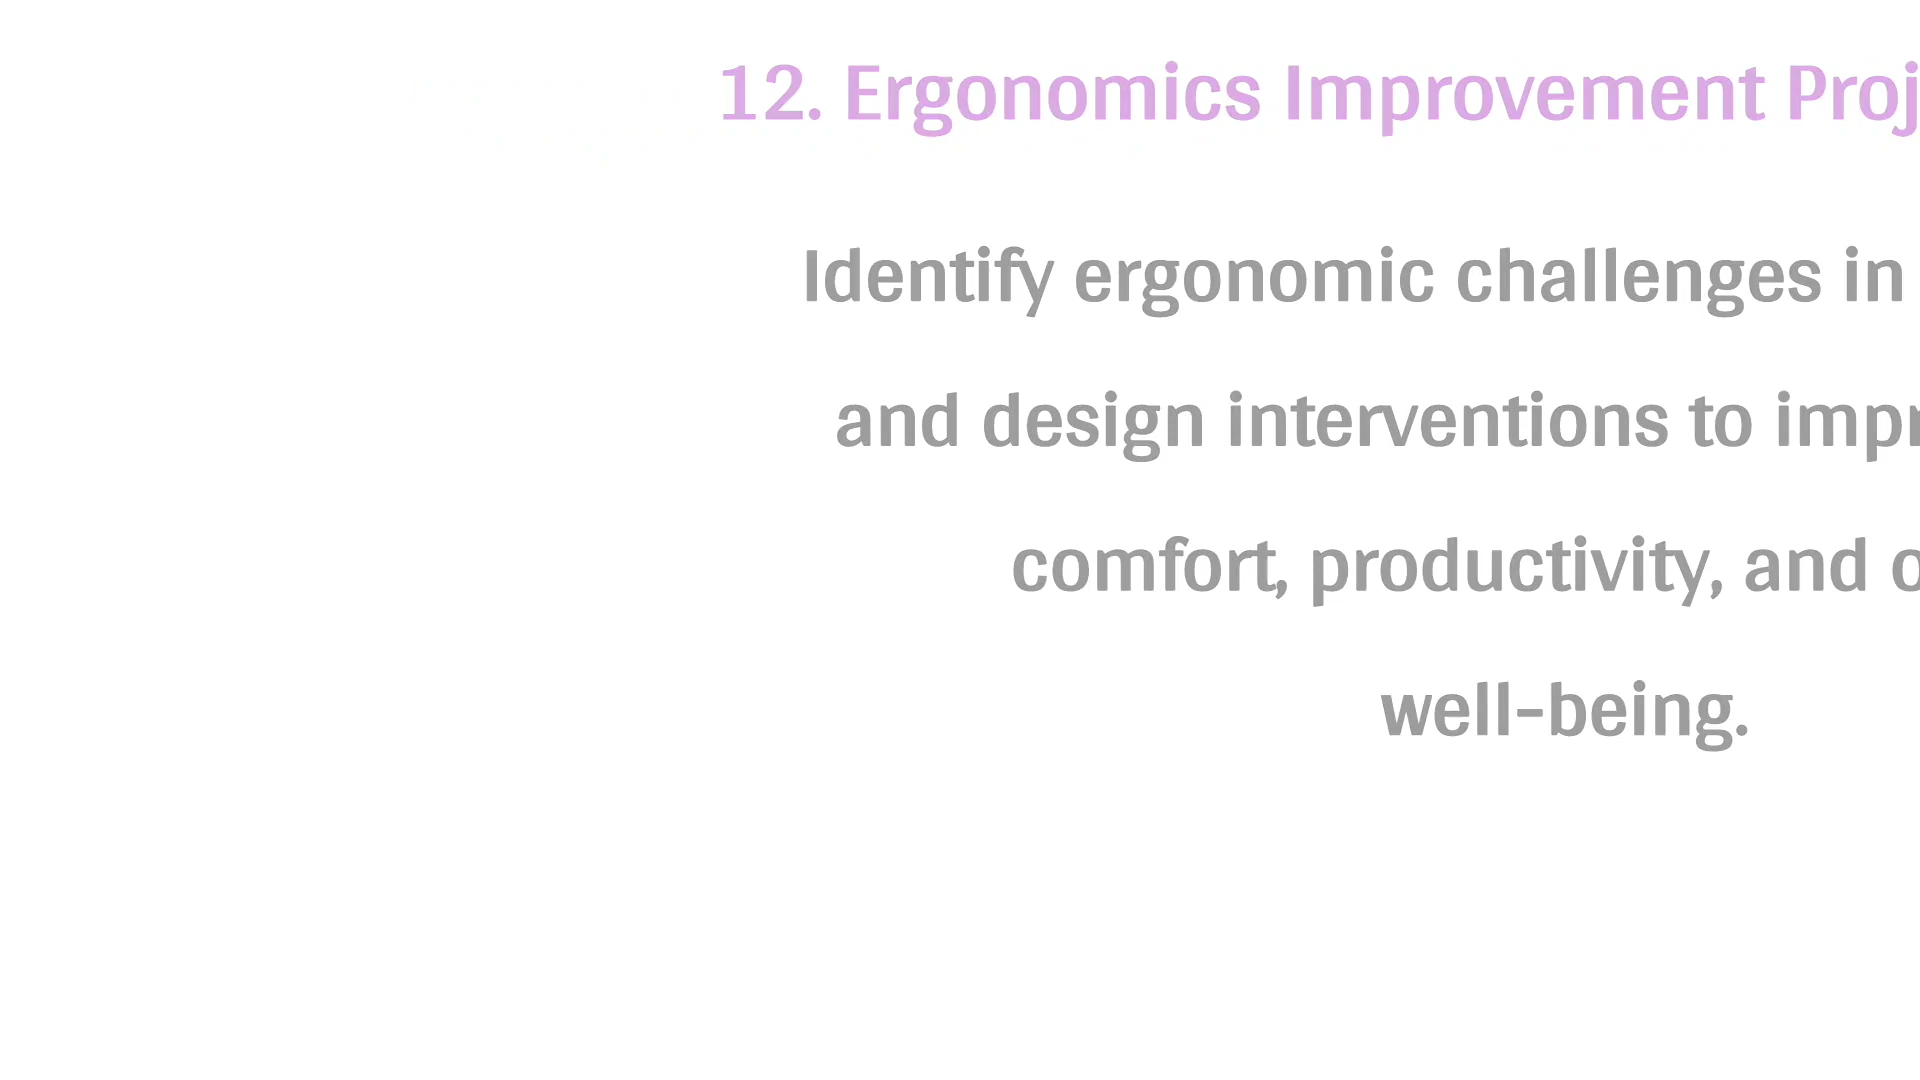 12. Ergonomics Improvement Proj
Identify ergonomic challenges in
and design interventions to impr
comfort, productivity, and o
well-being.